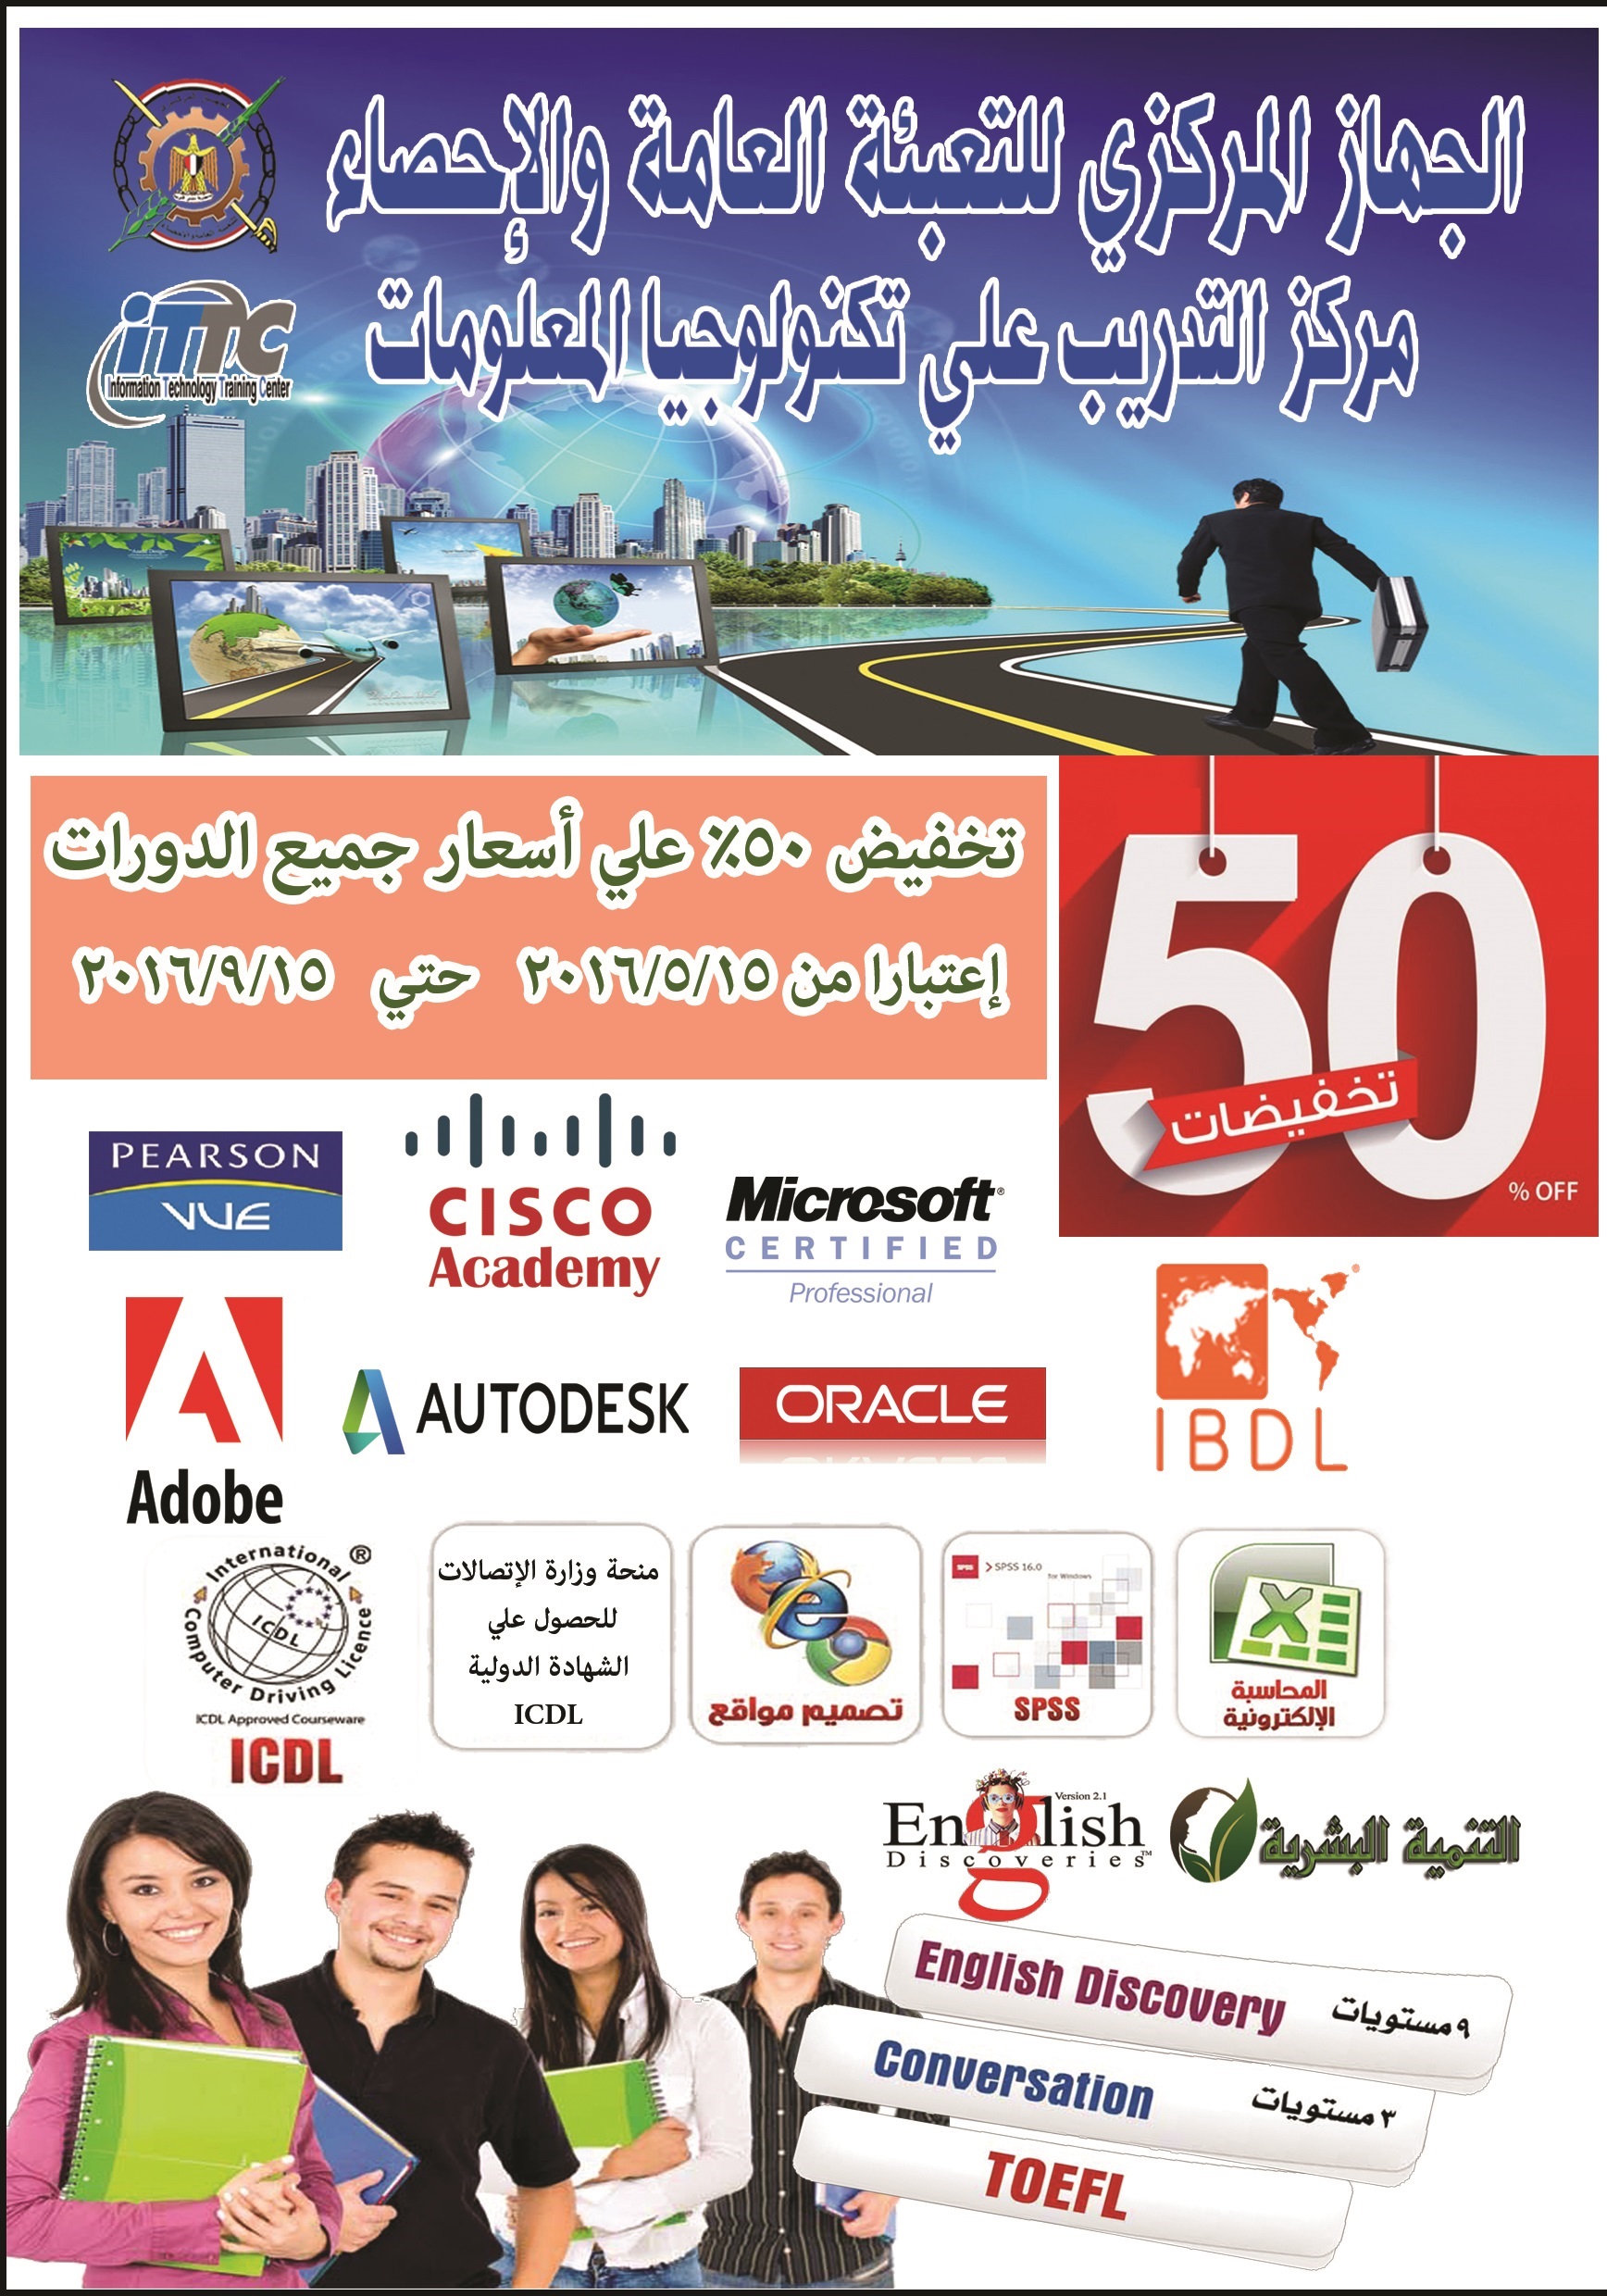 الجهاز المركزي للتعبئة العامة والإحصاء
مركز التدريب علي تكنولوجيا المعلومات
iTTC
Information Technology Training Center
تخفيض ٥٠٪ علي أسعار جميع الدورات
إعتبارا من ٢٠١٦/٥/١٥ حتي ٢٠١٦/٩/١٥
50
تخفيضات
% OFF
PEARSON
VUE
CISCO
Academy
Microsoft®
CERTIFIED
Professional
Adobe
AUTODESK
ORACLE
IBDL
International
Computer Driving Licence
®
ICDL
ICDL Approved Courseware
ICDL
منحة وزارة الإتصالات
للحصول علي
الشهادة الدولية
ICDL
تصميم مواقع
SPSS
SPSS 16.0
for Windows
SPSS
المحاسبة
الإلكترونية
Version 2.1
English
Discoveries™
التنمية البشرية
English Discovery ٩ مستويات
Conversation ٣ مستويات
TOEFL